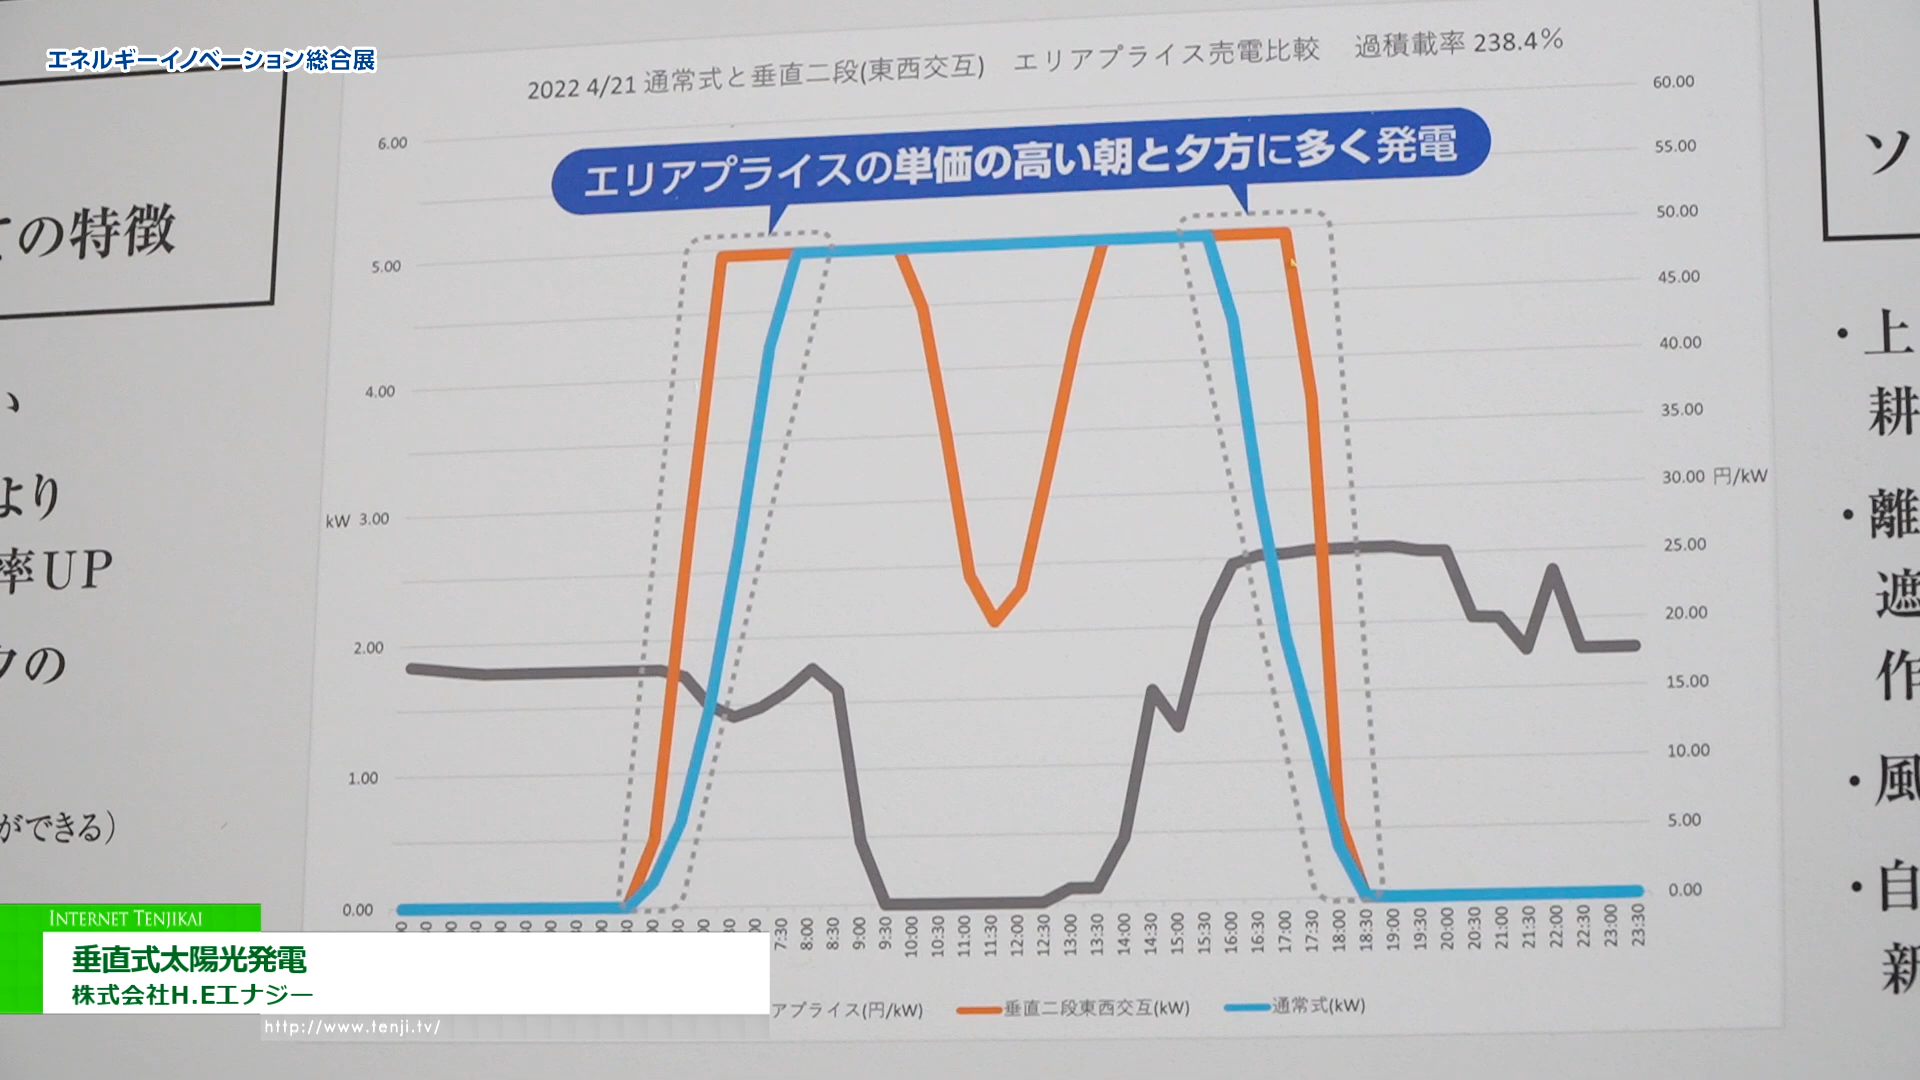 エネルギーイノベーション総合展
2022 4/21 通常式と垂直二段(東西交互) エリアプライス売電比較 過積載率 238.4%
エリアプライスの単価の高い朝と夕方に多く発電
ての特徴
い
より
率UP
クの
ができる)
6.00
5.00
4.00
kW 3.00
2.00
1.00
0.00
60.00
55.00
50.00
45.00
40.00
35.00
30.00 円/kW
25.00
20.00
15.00
10.00
5.00
0.00
7:30 8:00 8:30 9:00 9:30 10:00 10:30 11:00 11:30 12:00 12:30 13:00 13:30 14:00 14:30 15:00 15:30 16:00 16:30 17:00 17:30 18:00 18:30 19:00 19:30 20:00 20:30 21:00 21:30 22:00 22:30 23:00 23:30
アプライス(円/kW) 垂直二段東西交互(kW) 通常式(kW)
ソ
・上
耕
・離
遮
作
・風
・自
新
INTERNET TENJIKAI
垂直式太陽光発電
株式会社H.Eエナジー
http://www.tenji.tv/